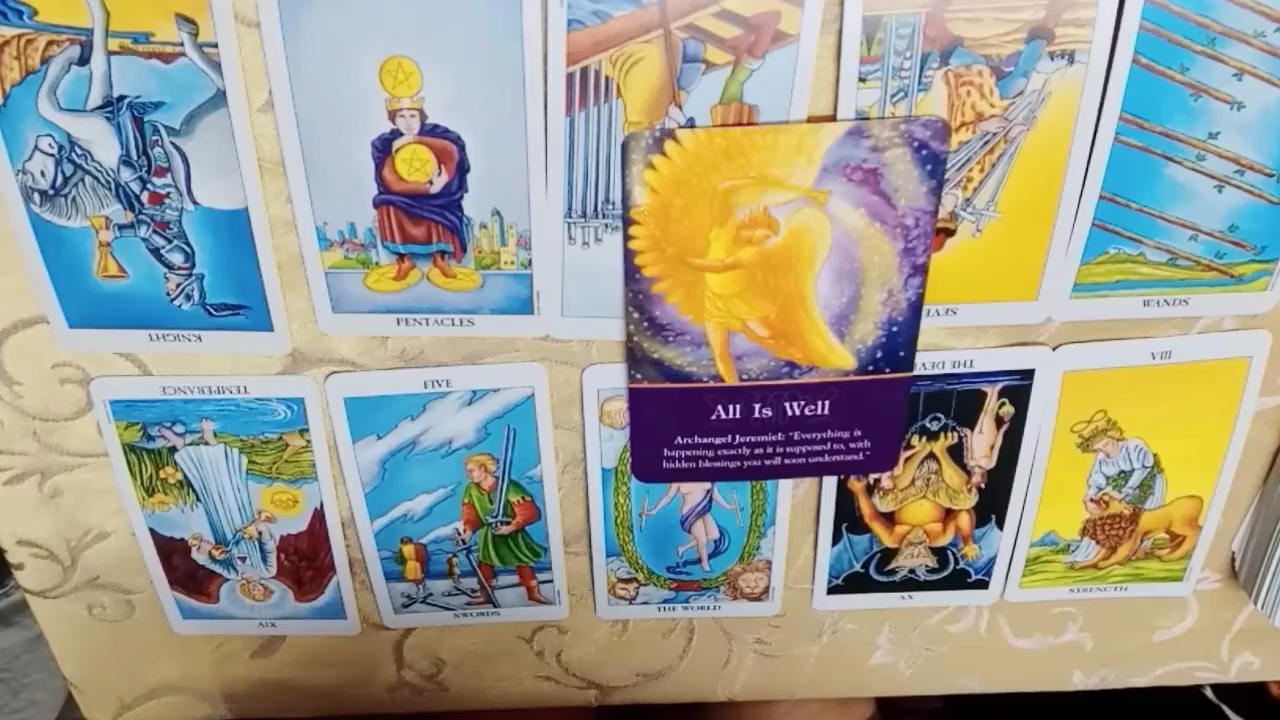 KNIGHT
PENTACLES
WANDS
TEMPERANCE
XIV
FIVE
SWORDS
All Is Well
Archangel Jeremiel: "Everything is
happening exactly as it is supposed to, with
hidden blessings you will soon understand."
THE WORLD
THE DEVIL
XV
VIII
STRENGTH